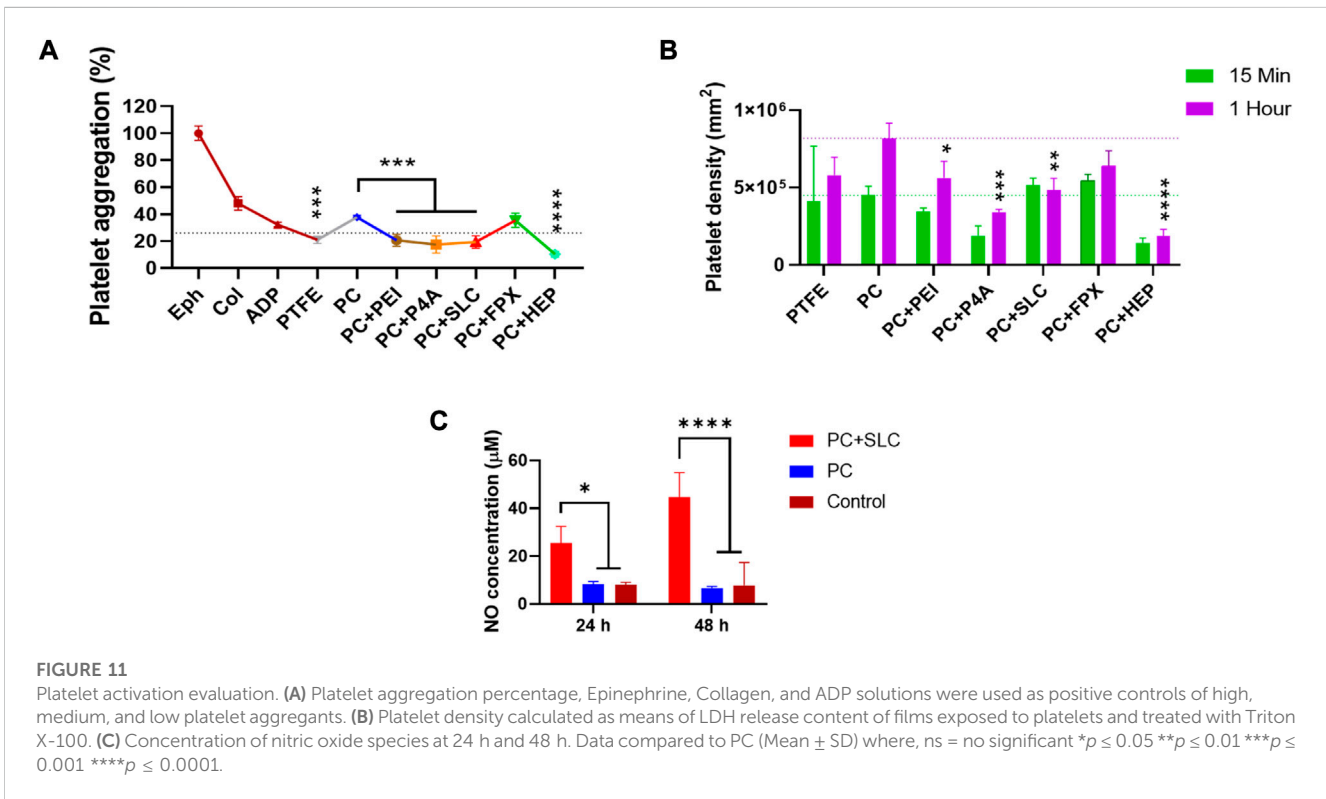 A
Platelet aggregation (%)
120
100
80
60
40
20
0
***
***
****
Eph
Col
ADP
PTFE
PC
PC+PEI
PC+P4A
PC+SLC
PC+FPX
PC+HEP
B
Platelet density (mm²)
1×10⁶
5×10⁵
0
15 Min
1 Hour
*
***
**
****
PTFE
PC
PC+PEI
PC+P4A
PC+SLC
PC+FPX
PC+HEP
C
NO concentration (μM)
60
40
20
0
*
****
24 h
48 h
PC+SLC
PC
Control
FIGURE 11
Platelet activation evaluation. (A) Platelet aggregation percentage, Epinephrine, Collagen, and ADP solutions were used as positive controls of high,
medium, and low platelet aggregants. (B) Platelet density calculated as means of LDH release content of films exposed to platelets and treated with Triton
X-100. (C) Concentration of nitric oxide species at 24 h and 48 h. Data compared to PC (Mean ± SD) where, ns = no significant *p ≤ 0.05 **p ≤ 0.01 ***p ≤
0.001 ****p ≤ 0.0001.